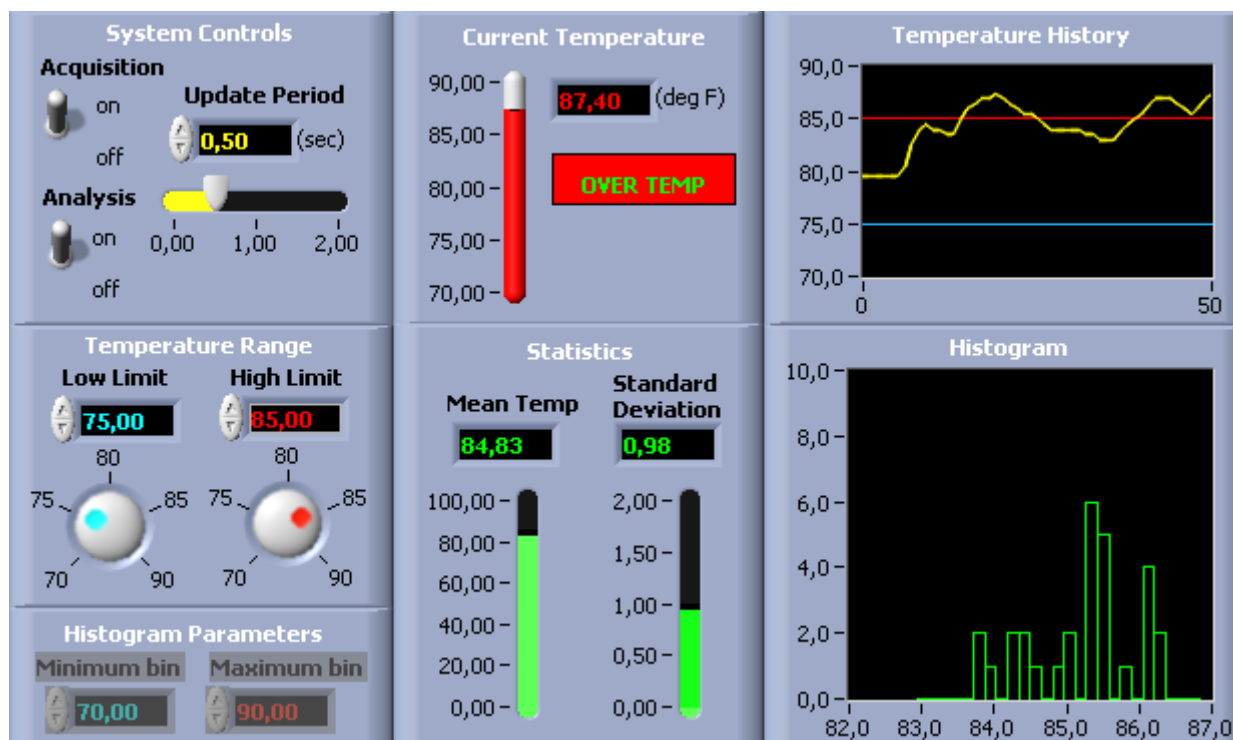 System Controls
Acquisition
on
off
Update Period
0,50 (sec)
0,00 1,00 2,00
Analysis
on
off
Current Temperature
90,00
85,00
80,00
75,00
70,00
87,40 (deg F)
OVER TEMP
Temperature History
90,0
85,0
80,0
75,0
70,0
0 50
Temperature Range
Low Limit
75,00
70 75 80 85 90
High Limit
85,00
70 75 80 85 90
Histogram Parameters
Minimum bin
70,00
Maximum bin
90,00
Statistics
Mean Temp
84,83
100,00
80,00
60,00
40,00
20,00
0,00
Standard
Deviation
0,98
2,00
1,50
1,00
0,50
0,00
Histogram
10,0
8,0
6,0
4,0
2,0
0,0
82,0 83,0 84,0 85,0 86,0 87,0